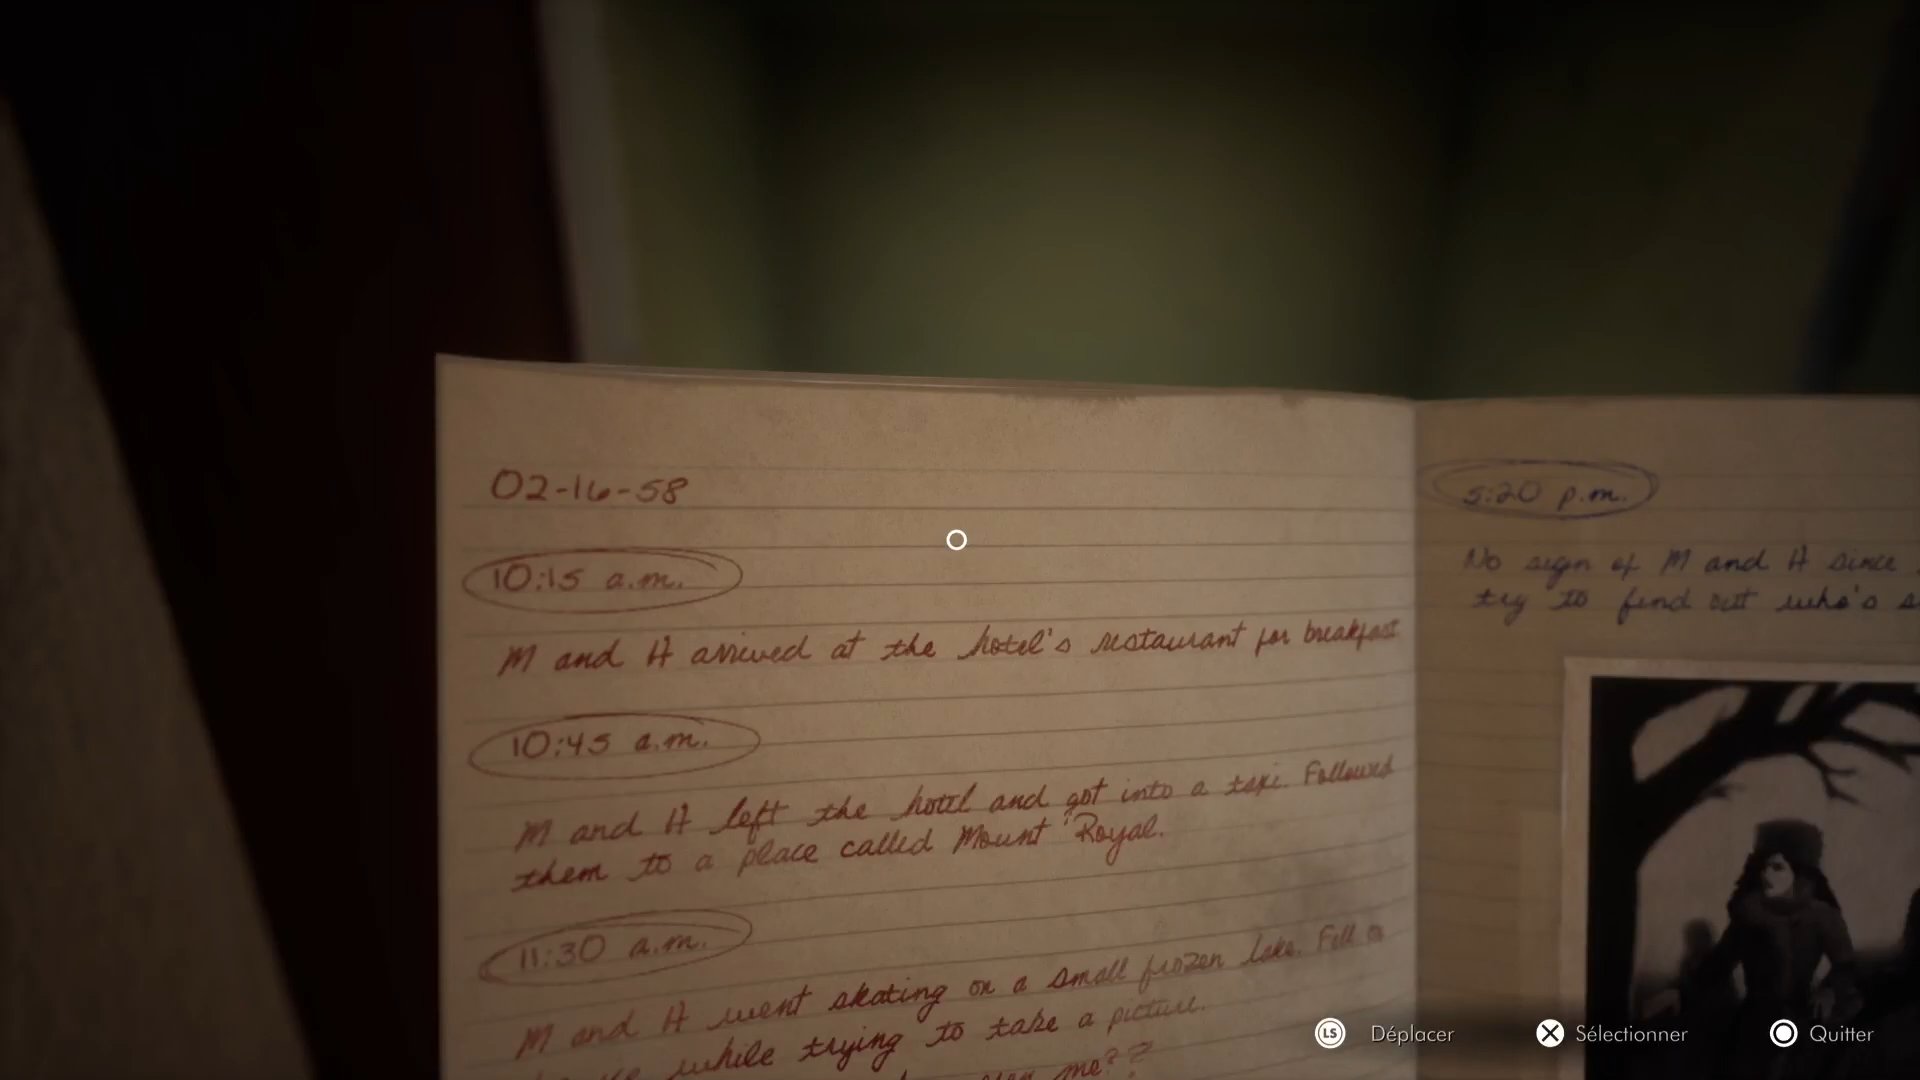 02-16-58
10:15 a.m.
M and H arrived at the hotel's restaurant for breakfast
10:45 a.m.
M and H left the hotel and got into a taxi. Followed
them to a place called Mount Royal.
11:30 a.m.
M and H went skating on a small frozen lake. Fell
while trying to take a picture.
me??
5:20 p.m.
No sign of M and H since
try to find out who's
LS Déplacer
Sélectionner
Quitter